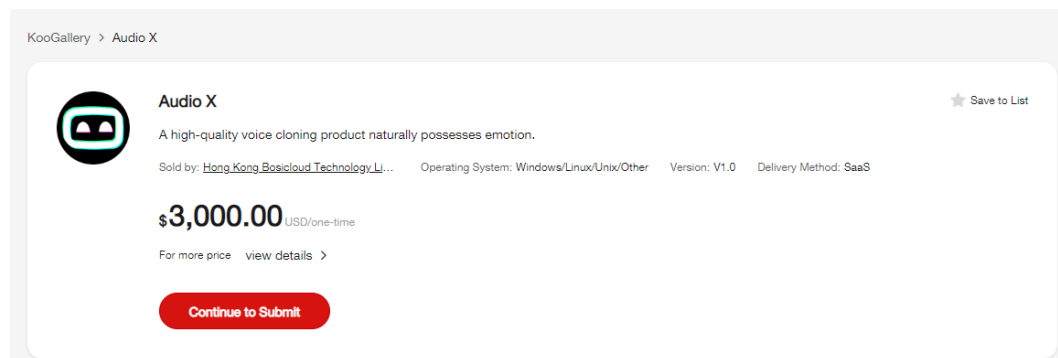 KooGallery > Audio X
Audio X
Save to List
A high-quality voice cloning product naturally possesses emotion.
Sold by: Hong Kong Bosicloud Technology Li... Operating System: Windows/Linux/Unix/Other Version: V1.0 Delivery Method: SaaS
$3,000.00 USD/one-time
For more price view details >
Continue to Submit